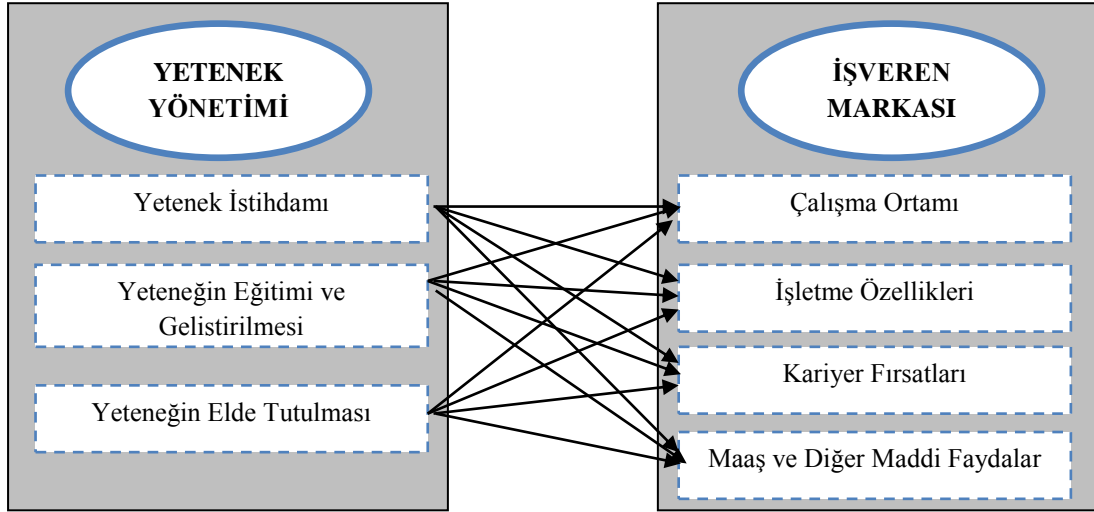 YETENEK
YÖNETİMİ
Yetenek İstihdamı
Yeteneğin Eğitimi ve
Gelistirilmesi
Yeteneğin Elde Tutulması
İŞVEREN
MARKASI
Çalışma Ortamı
İşletme Özellikleri
Kariyer Fırsatları
Maaş ve Diğer Maddi Faydalar